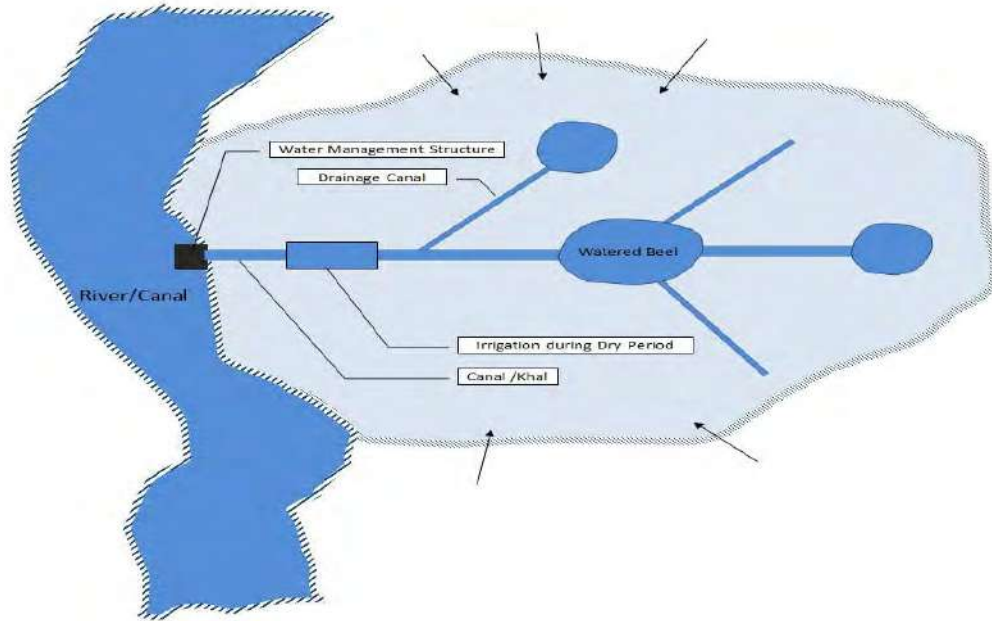 Water Management Structure
Drainage Canal
Watered Beel
River/Canal
Irrigation during Dry Period
Canal /Khal